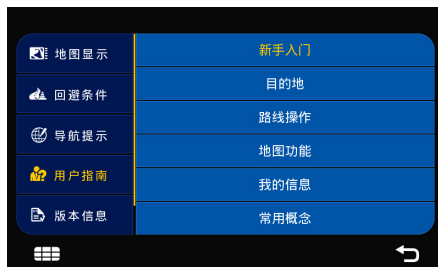 地图显示
回避条件
导航提示
用户指南
版本信息
新手入门
目的地
路线操作
地图功能
我的信息
常用概念